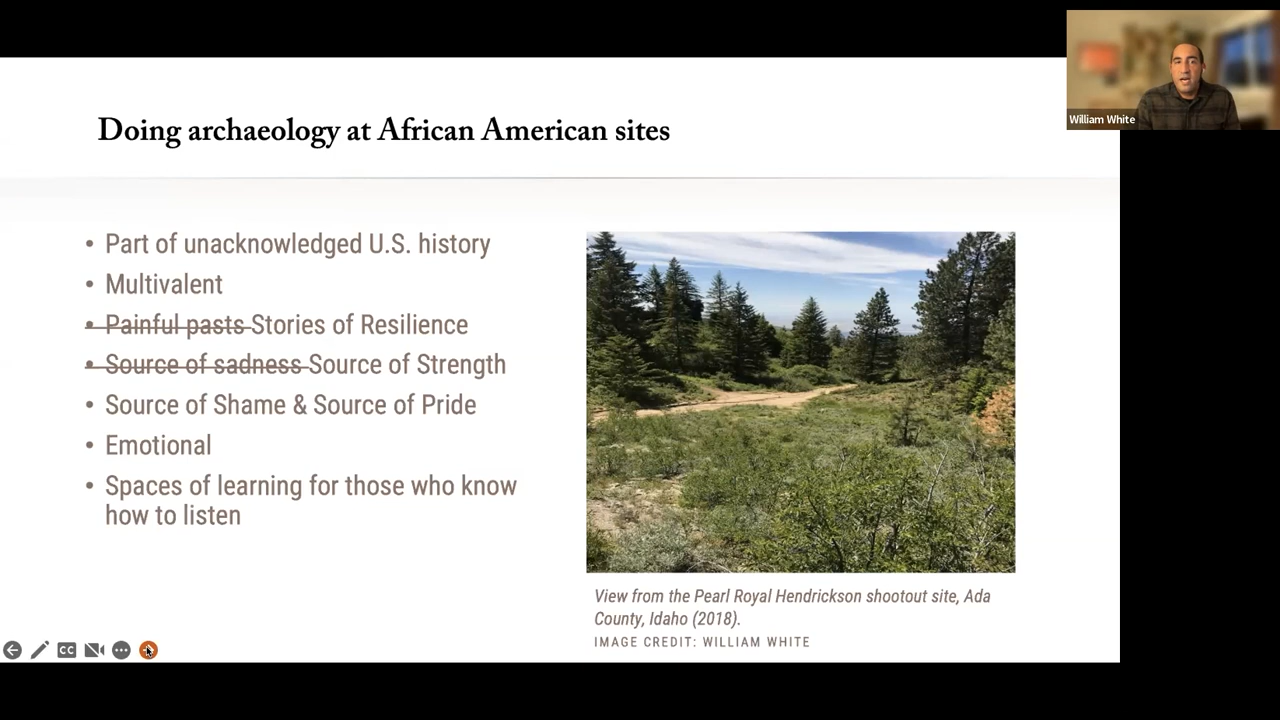 William White
Doing archaeology at African American sites
• Part of unacknowledged U.S. history
• Multivalent
• Painful pasts Stories of Resilience
• Source of sadness Source of Strength
• Source of Shame & Source of Pride
• Emotional
• Spaces of learning for those who know
how to listen
View from the Pearl Royal Hendrickson shootout site, Ada
County, Idaho (2018).
IMAGE CREDIT: WILLIAM WHITE
CC